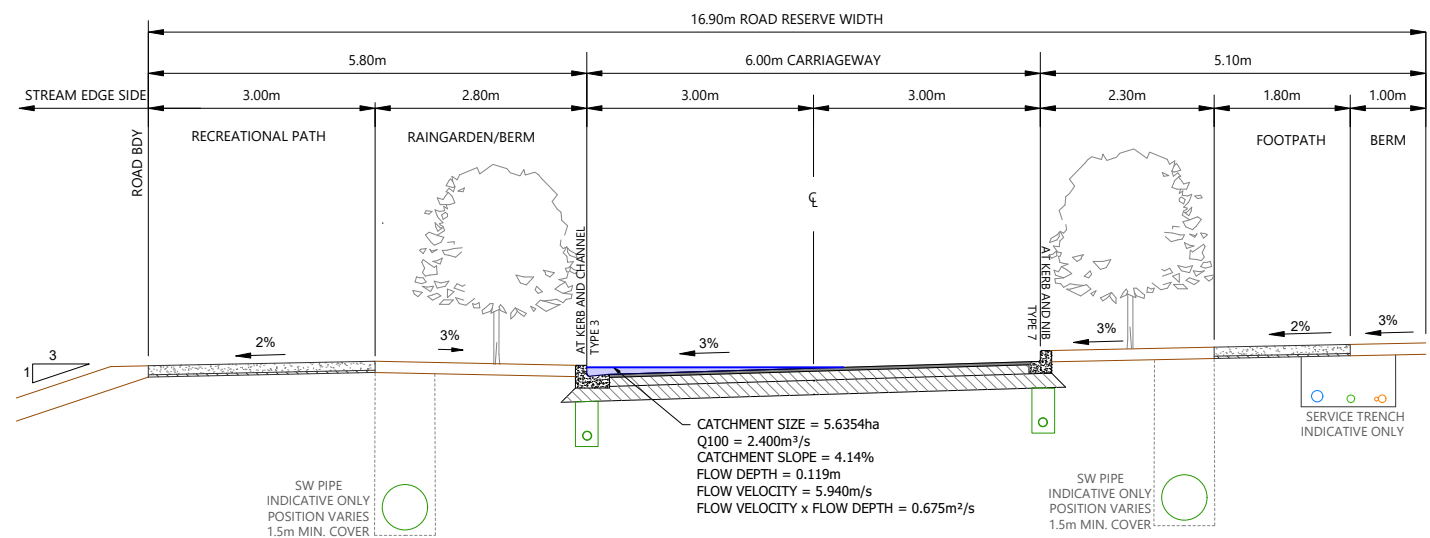 16.90m ROAD RESERVE WIDTH
5.80m
6.00m CARRIAGEWAY
5.10m
STREAM EDGE SIDE
3.00m
2.80m
3.00m
3.00m
2.30m
1.80m
1.00m
ROAD BDY
RECREATIONAL PATH
RAINGARDEN/BERM
FOOTPATH
BERM
℄
AT KERB AND CHANNEL
TYPE 3
AT KERB AND NIB
TYPE 7
3
1
2%
3%
3%
3%
2%
3%
CATCHMENT SIZE = 5.6354ha
Q100 = 2.400m³/s
CATCHMENT SLOPE = 4.14%
FLOW DEPTH = 0.119m
FLOW VELOCITY = 5.940m/s
FLOW VELOCITY x FLOW DEPTH = 0.675m²/s
SERVICE TRENCH
INDICATIVE ONLY
SW PIPE
INDICATIVE ONLY
POSITION VARIES
1.5m MIN. COVER
SW PIPE
INDICATIVE ONLY
POSITION VARIES
1.5m MIN. COVER